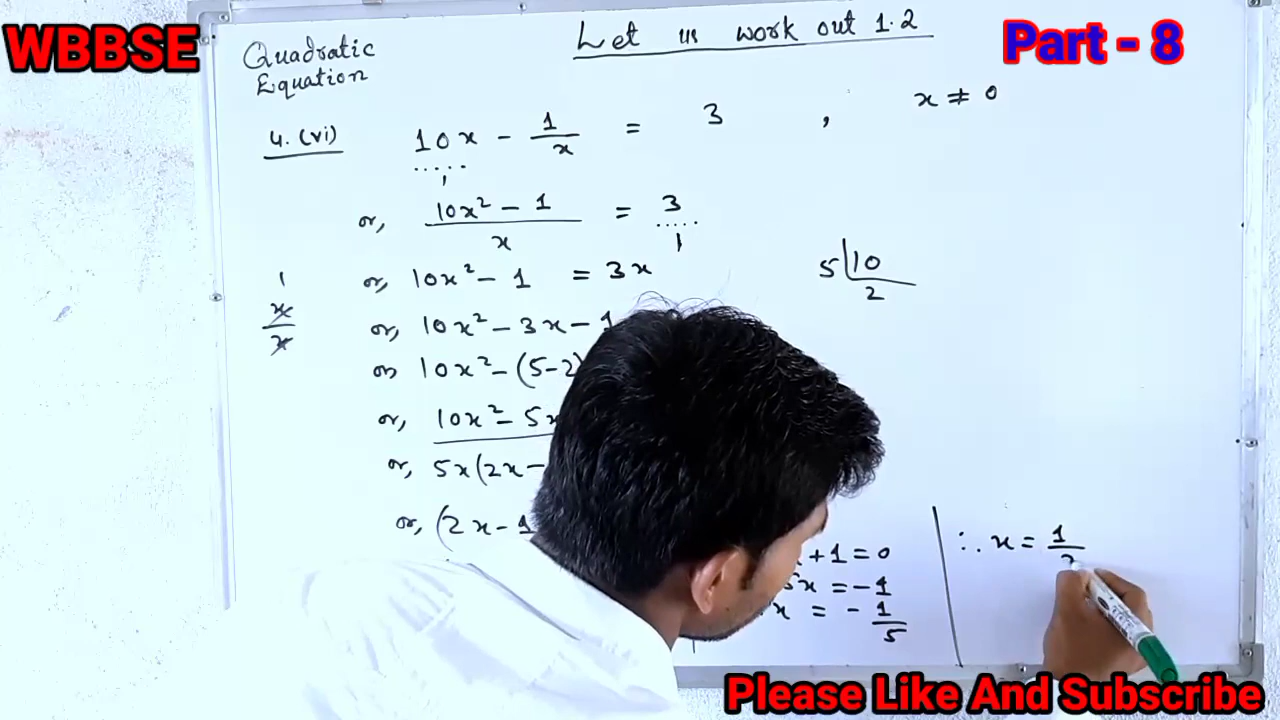 WBBSE
Quadratic
Equation
Let us work out 1.2
Part - 8
4. (vi) 10x - 1/x = 3 , x ≠ 0
or, (10x² - 1)/x = 3/1
or, 10x² - 1 = 3x
1
x/x
5|10
2
or, 10x² - 3x - 1
or, 10x² - (5-2)
or, 10x² - 5x
or, 5x(2x -
or, (2x - 1
+ 1 = 0
5x = -1
x = - 1/5
∴ x = 1/2
Please Like And Subscribe